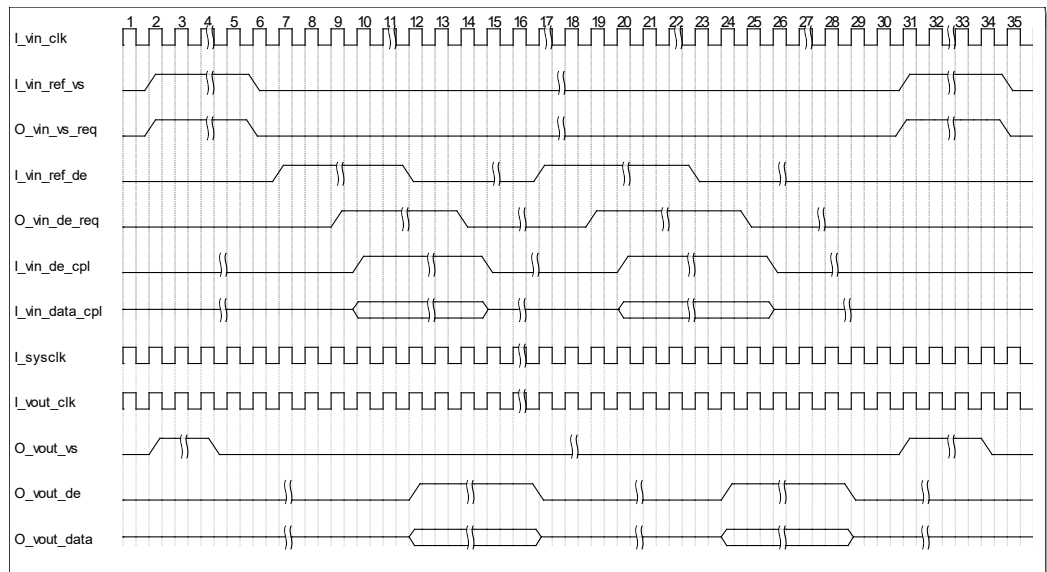 1 2 3 4 5 6 7 8 9 10 11 12 13 14 15 16 17 18 19 20 21 22 23 24 25 26 27 28 29 30 31 32 33 34 35
I_vin_clk
I_vin_ref_vs
O_vin_vs_req
I_vin_ref_de
O_vin_de_req
I_vin_de_cpl
I_vin_data_cpl
I_sysclk
I_vout_clk
O_vout_vs
O_vout_de
O_vout_data